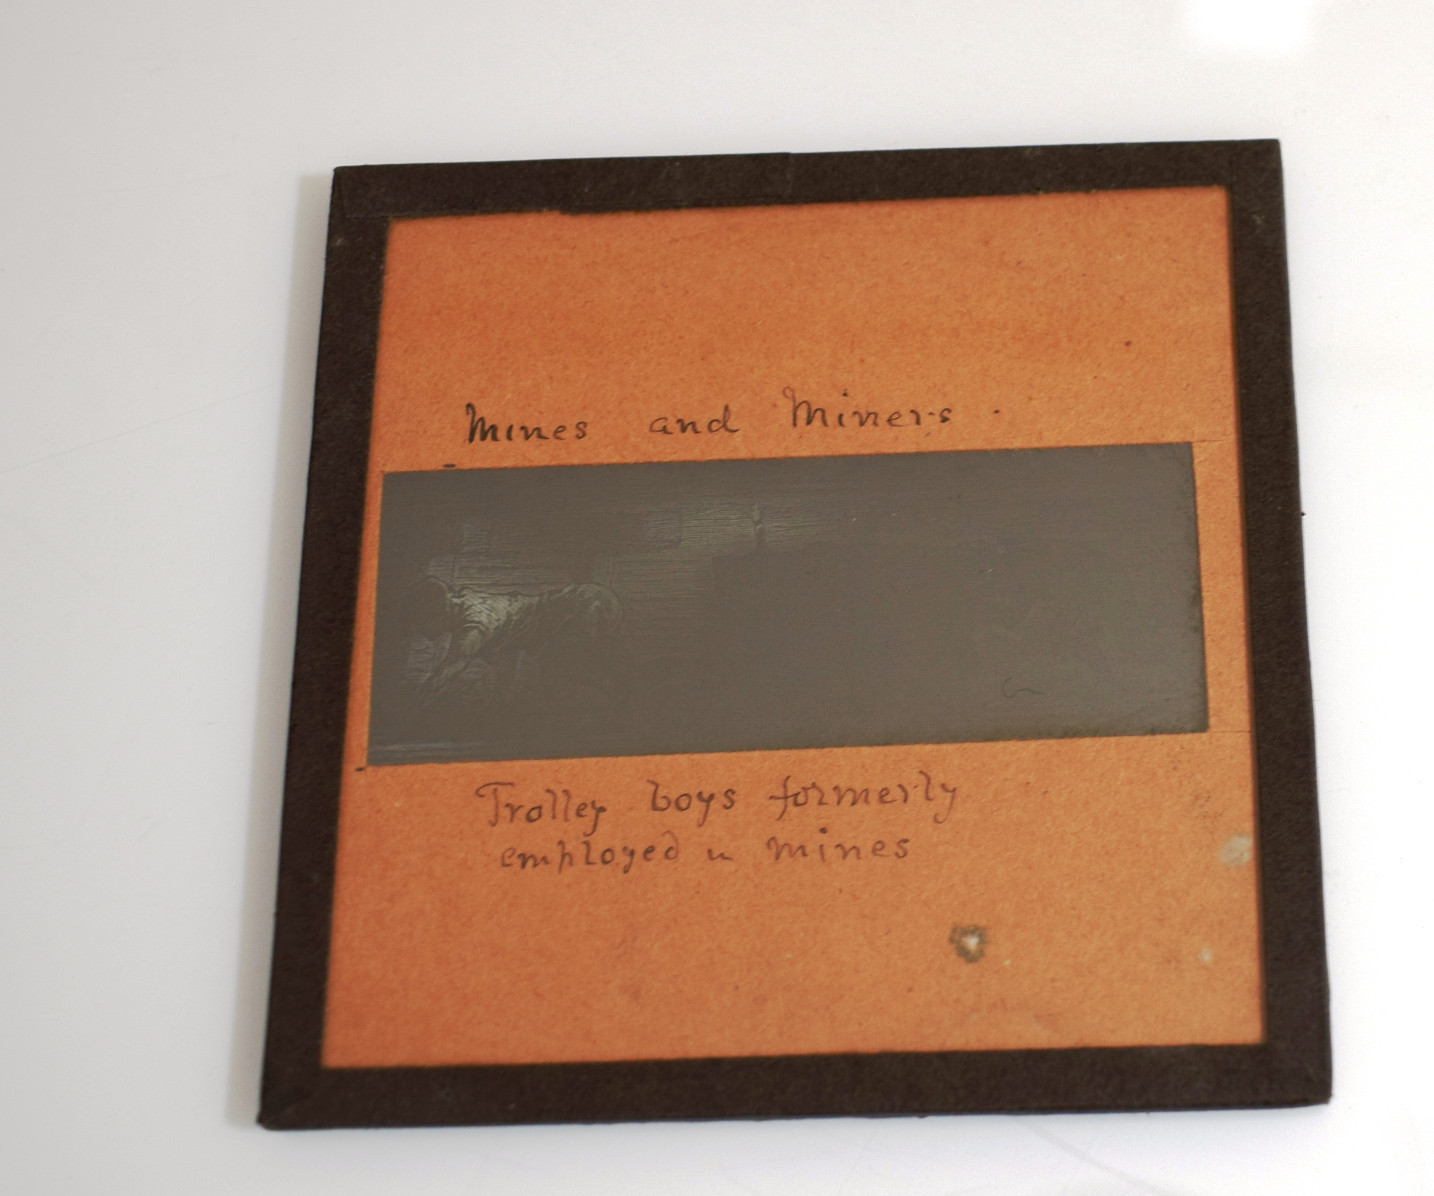 Mines and Miners.
Trolley boys formerly
employed in mines